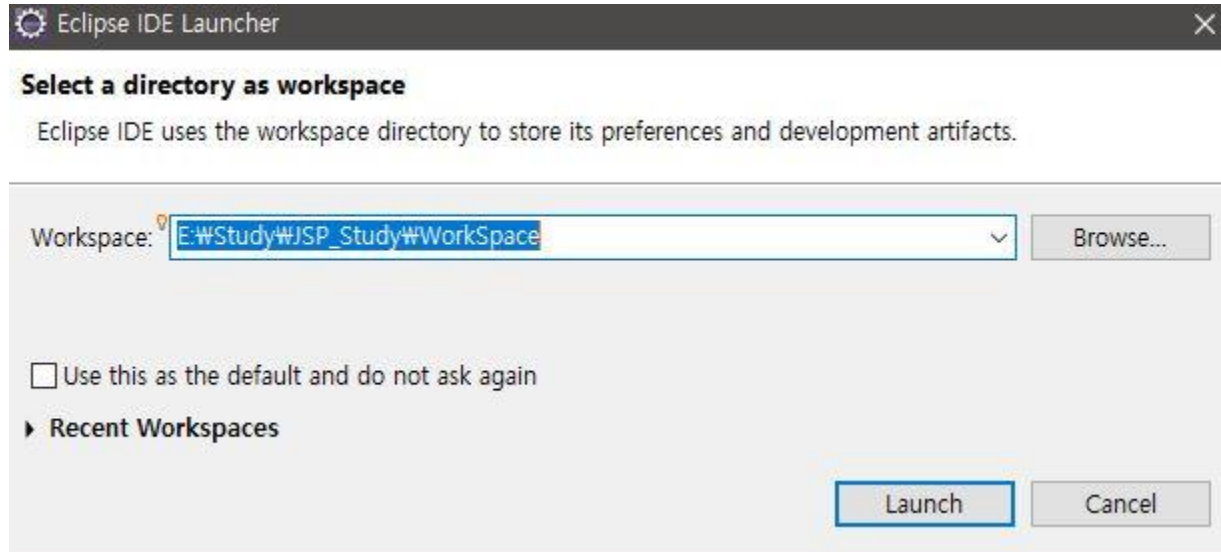 Eclipse IDE Launcher
Select a directory as workspace
Eclipse IDE uses the workspace directory to store its preferences and development artifacts.
Workspace: E:₩Study₩JSP_Study₩WorkSpace Browse...
Use this as the default and do not ask again
Recent Workspaces
Launch Cancel